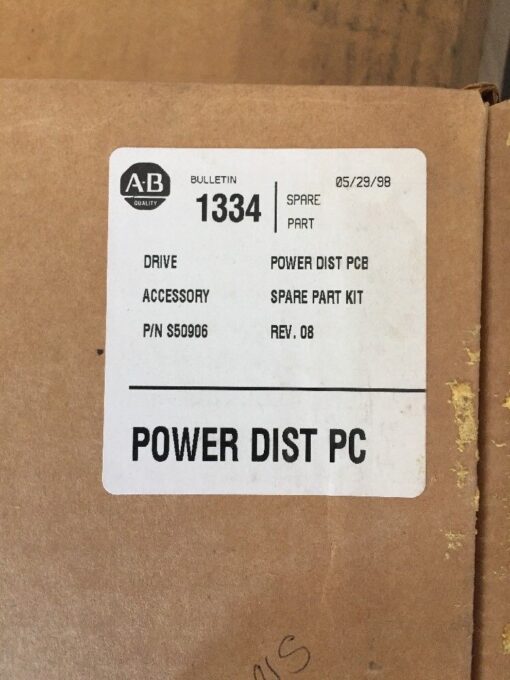 A-B
QUALITY
BULLETIN
1334
SPARE
PART
05/29/98
DRIVE POWER DIST PCB
ACCESSORY SPARE PART KIT
P/N S50906 REV. 08
POWER DIST PC